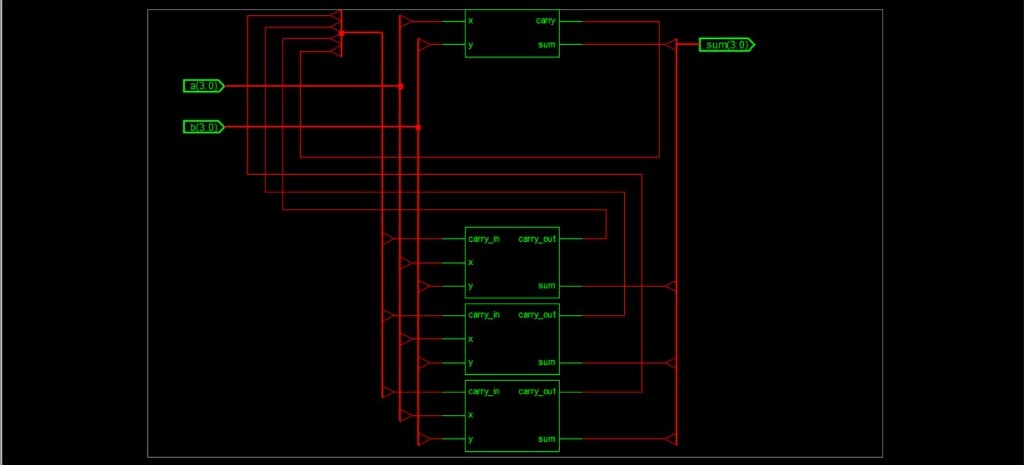 x carry
y sum
sum(3:0)
a(3:0)
b(3:0)
carry_in carry_out
x
y sum
carry_in carry_out
x
y sum
carry_in carry_out
x
y sum